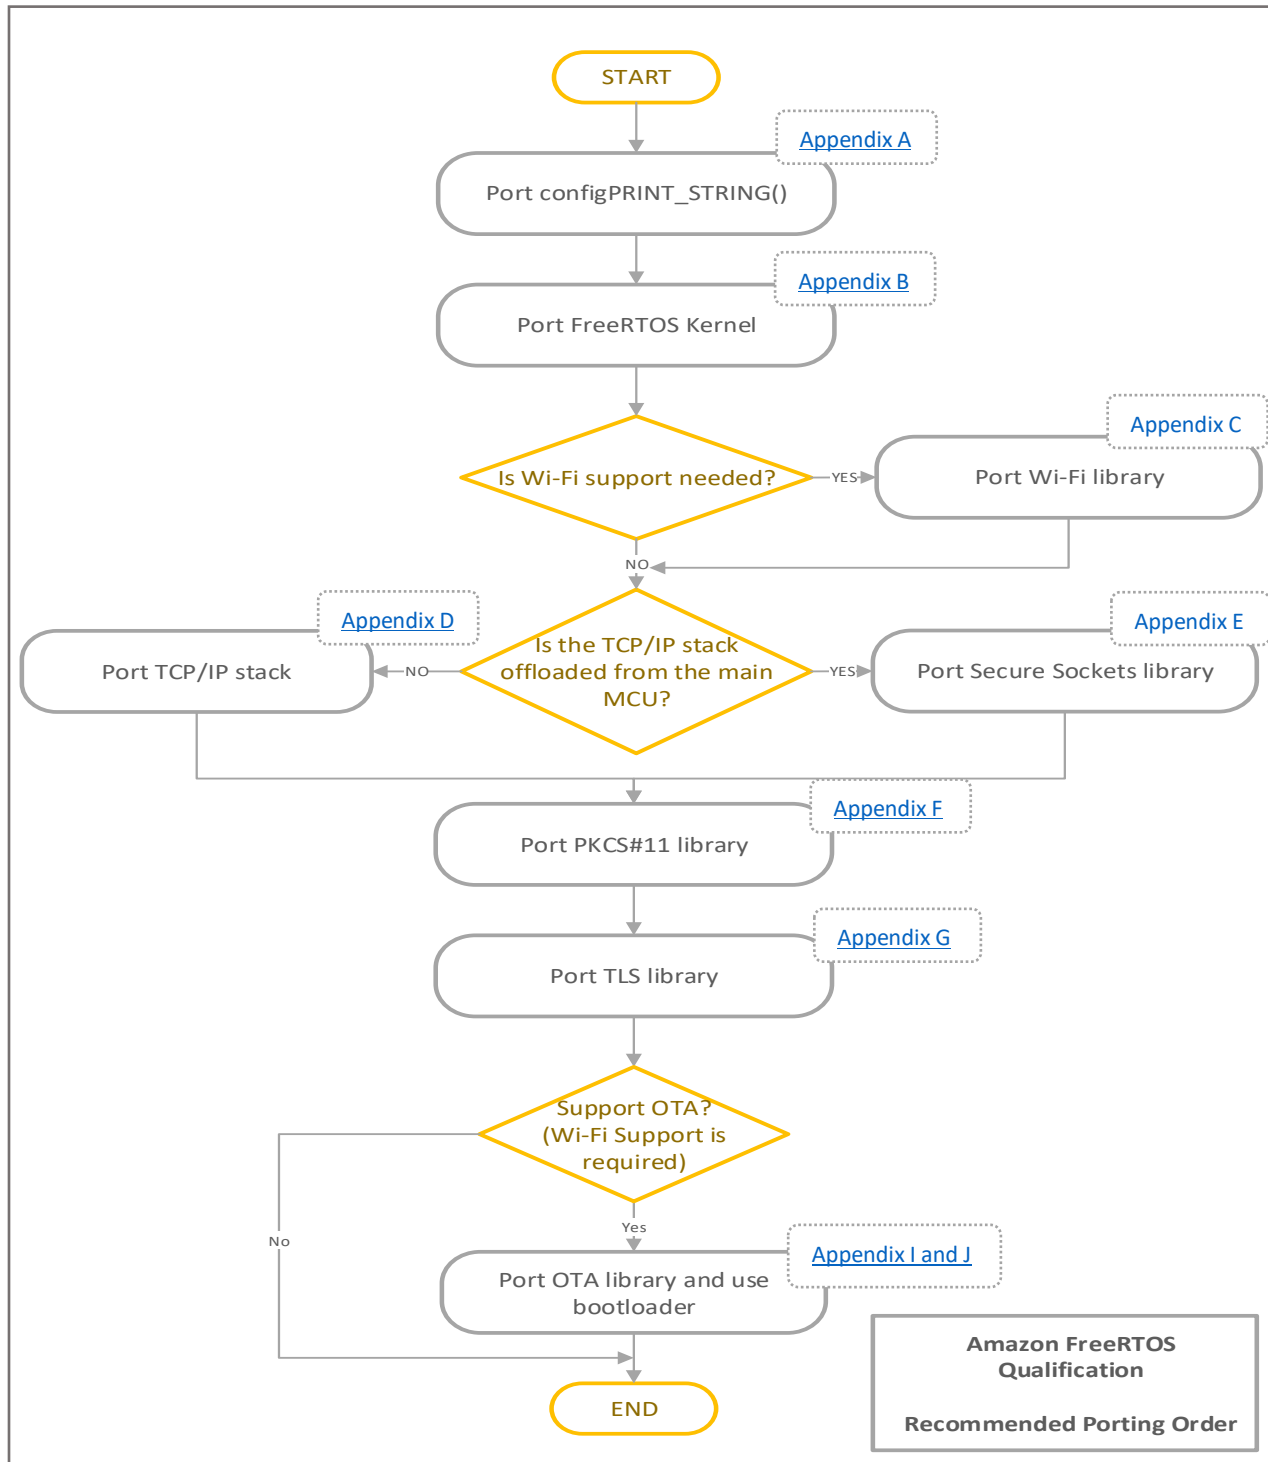 START
Appendix A
Port configPRINT_STRING()
Appendix B
Port FreeRTOS Kernel
Appendix C
Is Wi-Fi support needed?
YES
Port Wi-Fi library
NO
Appendix D
Appendix E
Port TCP/IP stack
NO
Is the TCP/IP stack
offloaded from the main
MCU?
YES
Port Secure Sockets library
Appendix F
Port PKCS#11 library
Appendix G
Port TLS library
Support OTA?
(Wi-Fi Support is
required)
No
Yes
Appendix I and J
Port OTA library and use
bootloader
END
Amazon FreeRTOS
Qualification
Recommended Porting Order